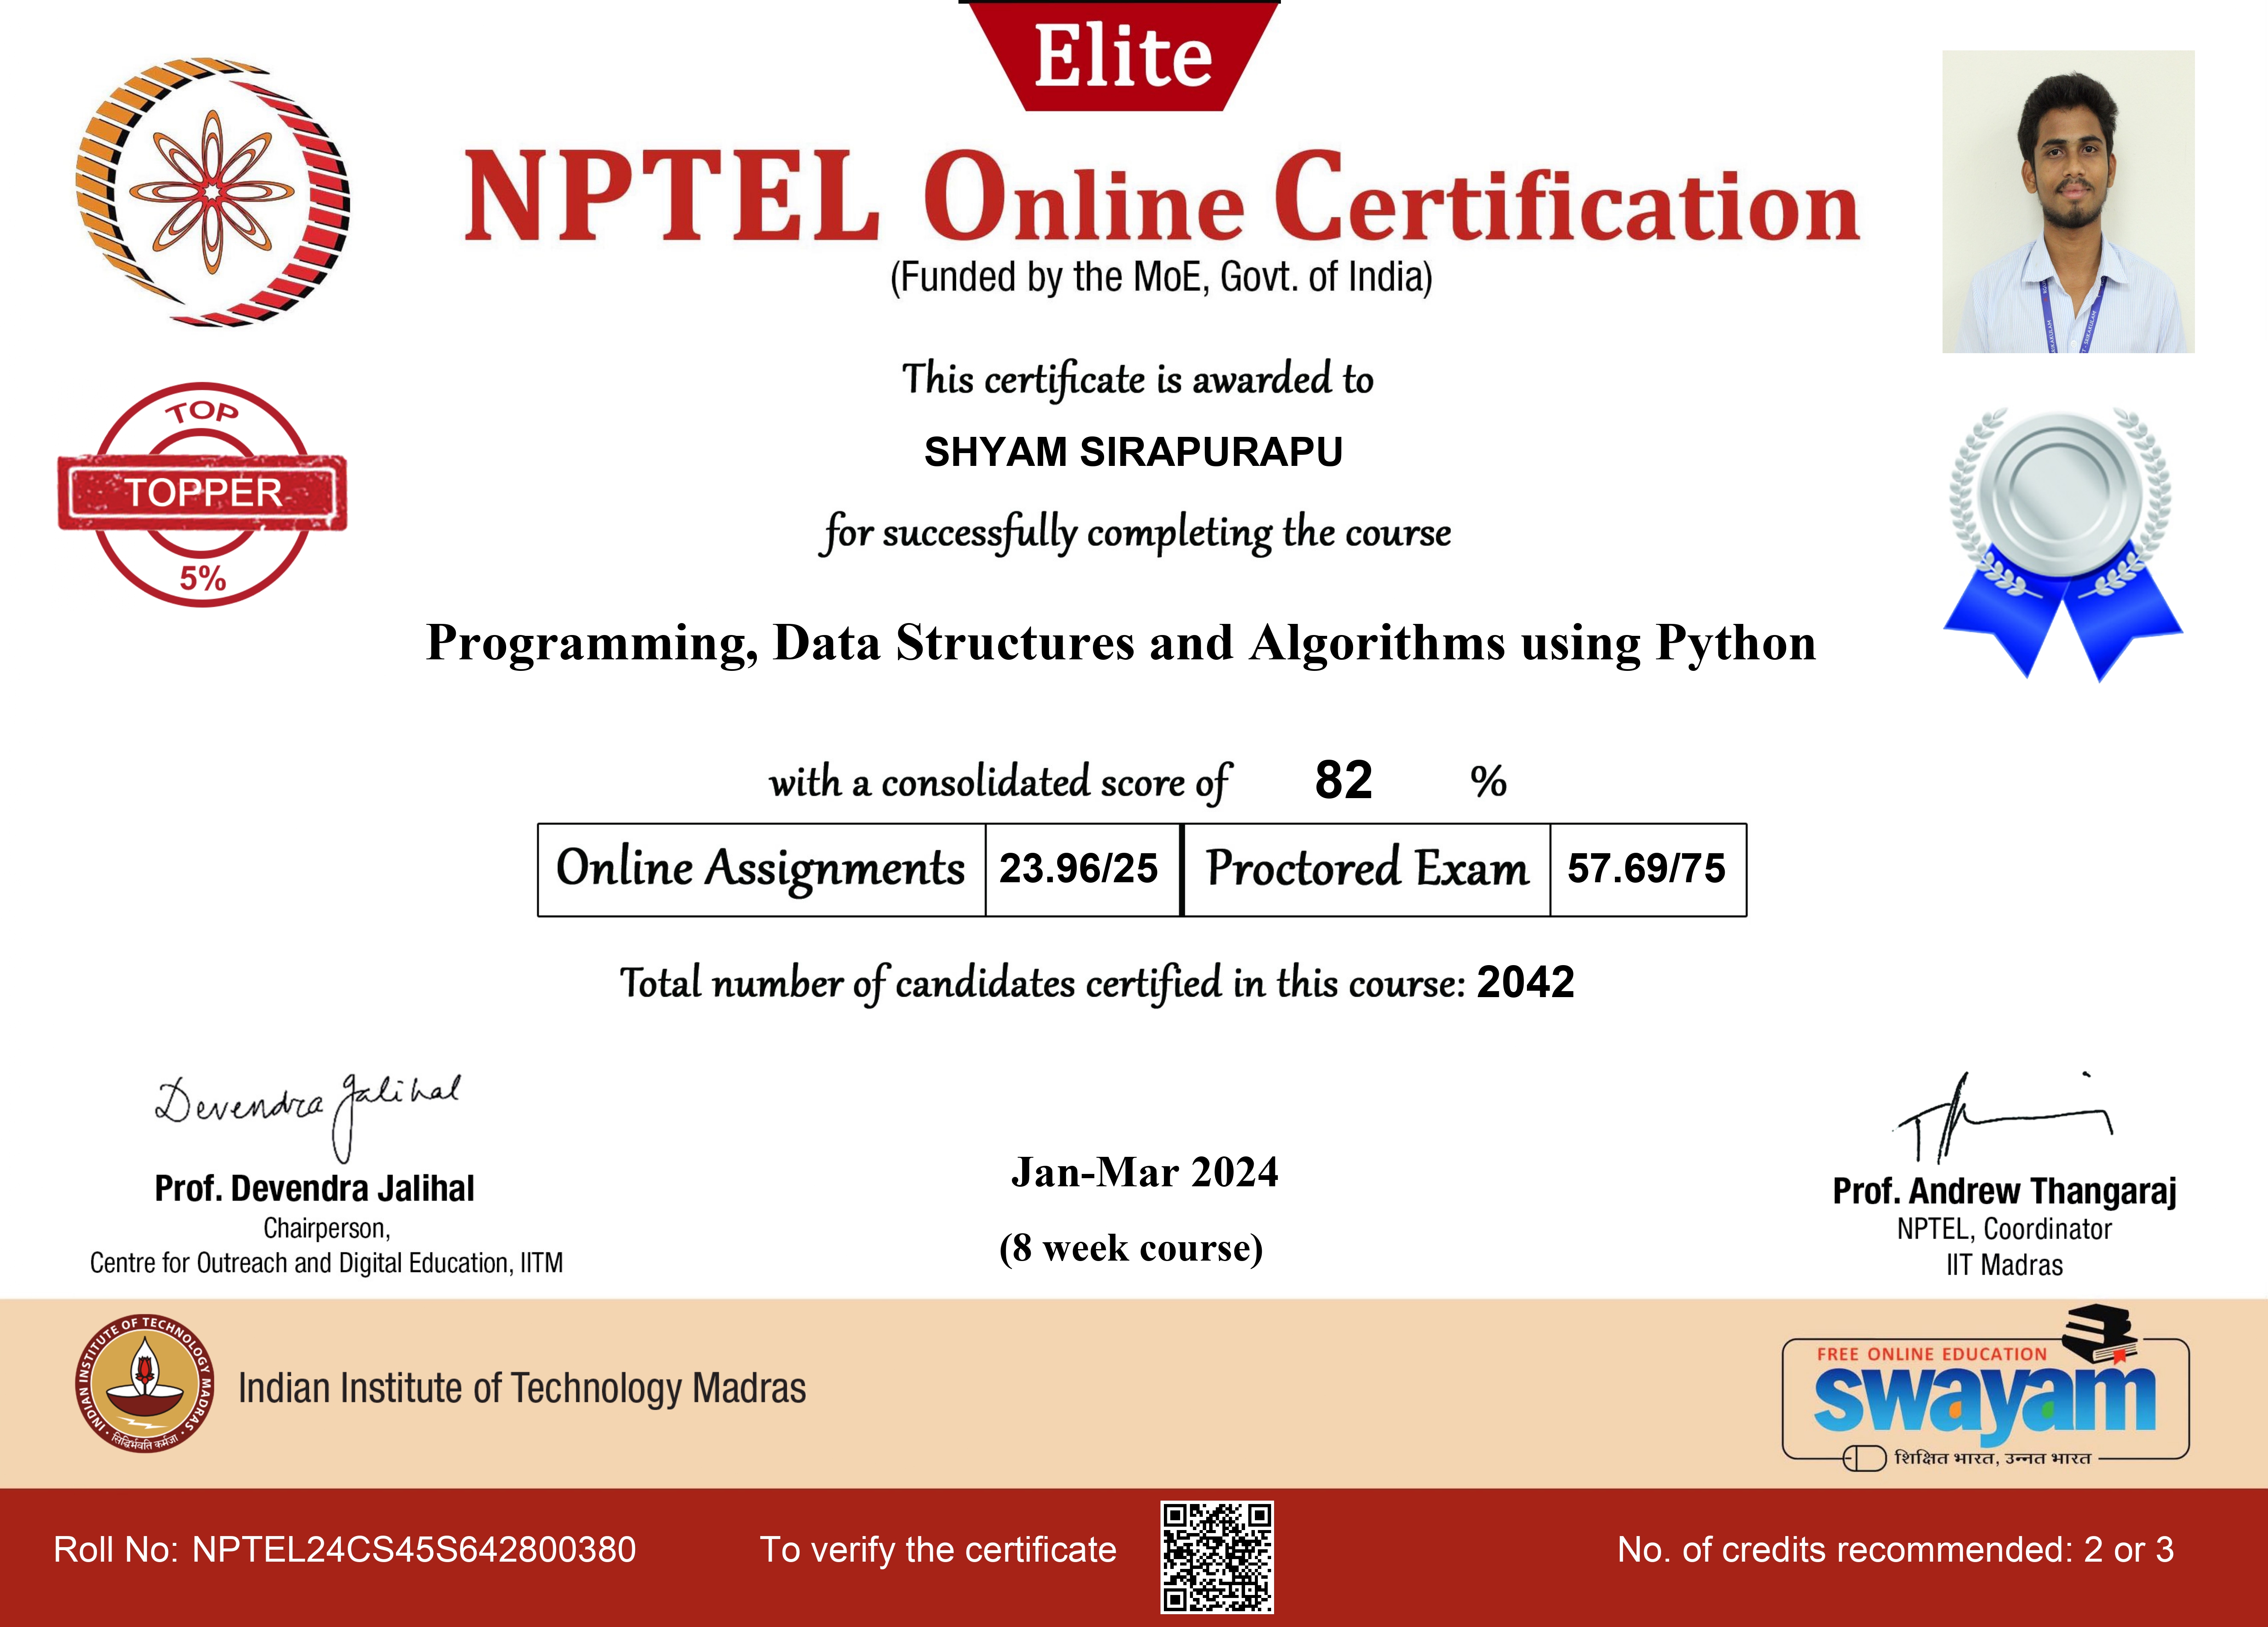 Elite
NPTEL Online Certification
(Funded by the MoE, Govt. of India)
This certificate is awarded to
SHYAM SIRAPURAPU
TOP
TOPPER
5%
for successfully completing the course
Programming, Data Structures and Algorithms using Python
with a consolidated score of 82 %
Online Assignments 23.96/25 Proctored Exam 57.69/75
Total number of candidates certified in this course: 2042
Devendra Jalihal
Prof. Devendra Jalihal
Chairperson,
Centre for Outreach and Digital Education, IITM
Jan-Mar 2024
(8 week course)
Prof. Andrew Thangaraj
NPTEL, Coordinator
IIT Madras
INDIAN INSTITUTE OF TECHNOLOGY MADRAS
सिद्धिर्भवति कर्मजा
Indian Institute of Technology Madras
FREE ONLINE EDUCATION
swayam
शिक्षित भारत, उन्नत भारत
Roll No: NPTEL24CS45S642800380
To verify the certificate
No. of credits recommended: 2 or 3